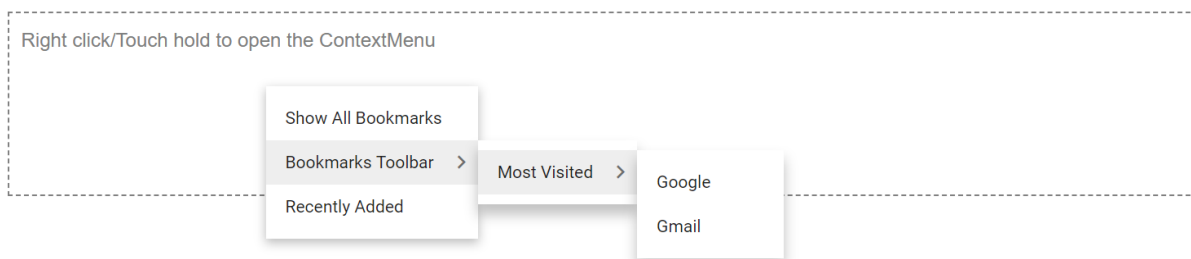 Right click/Touch hold to open the ContextMenu
Show All Bookmarks
Bookmarks Toolbar
Most Visited
Google
Recently Added
Gmail